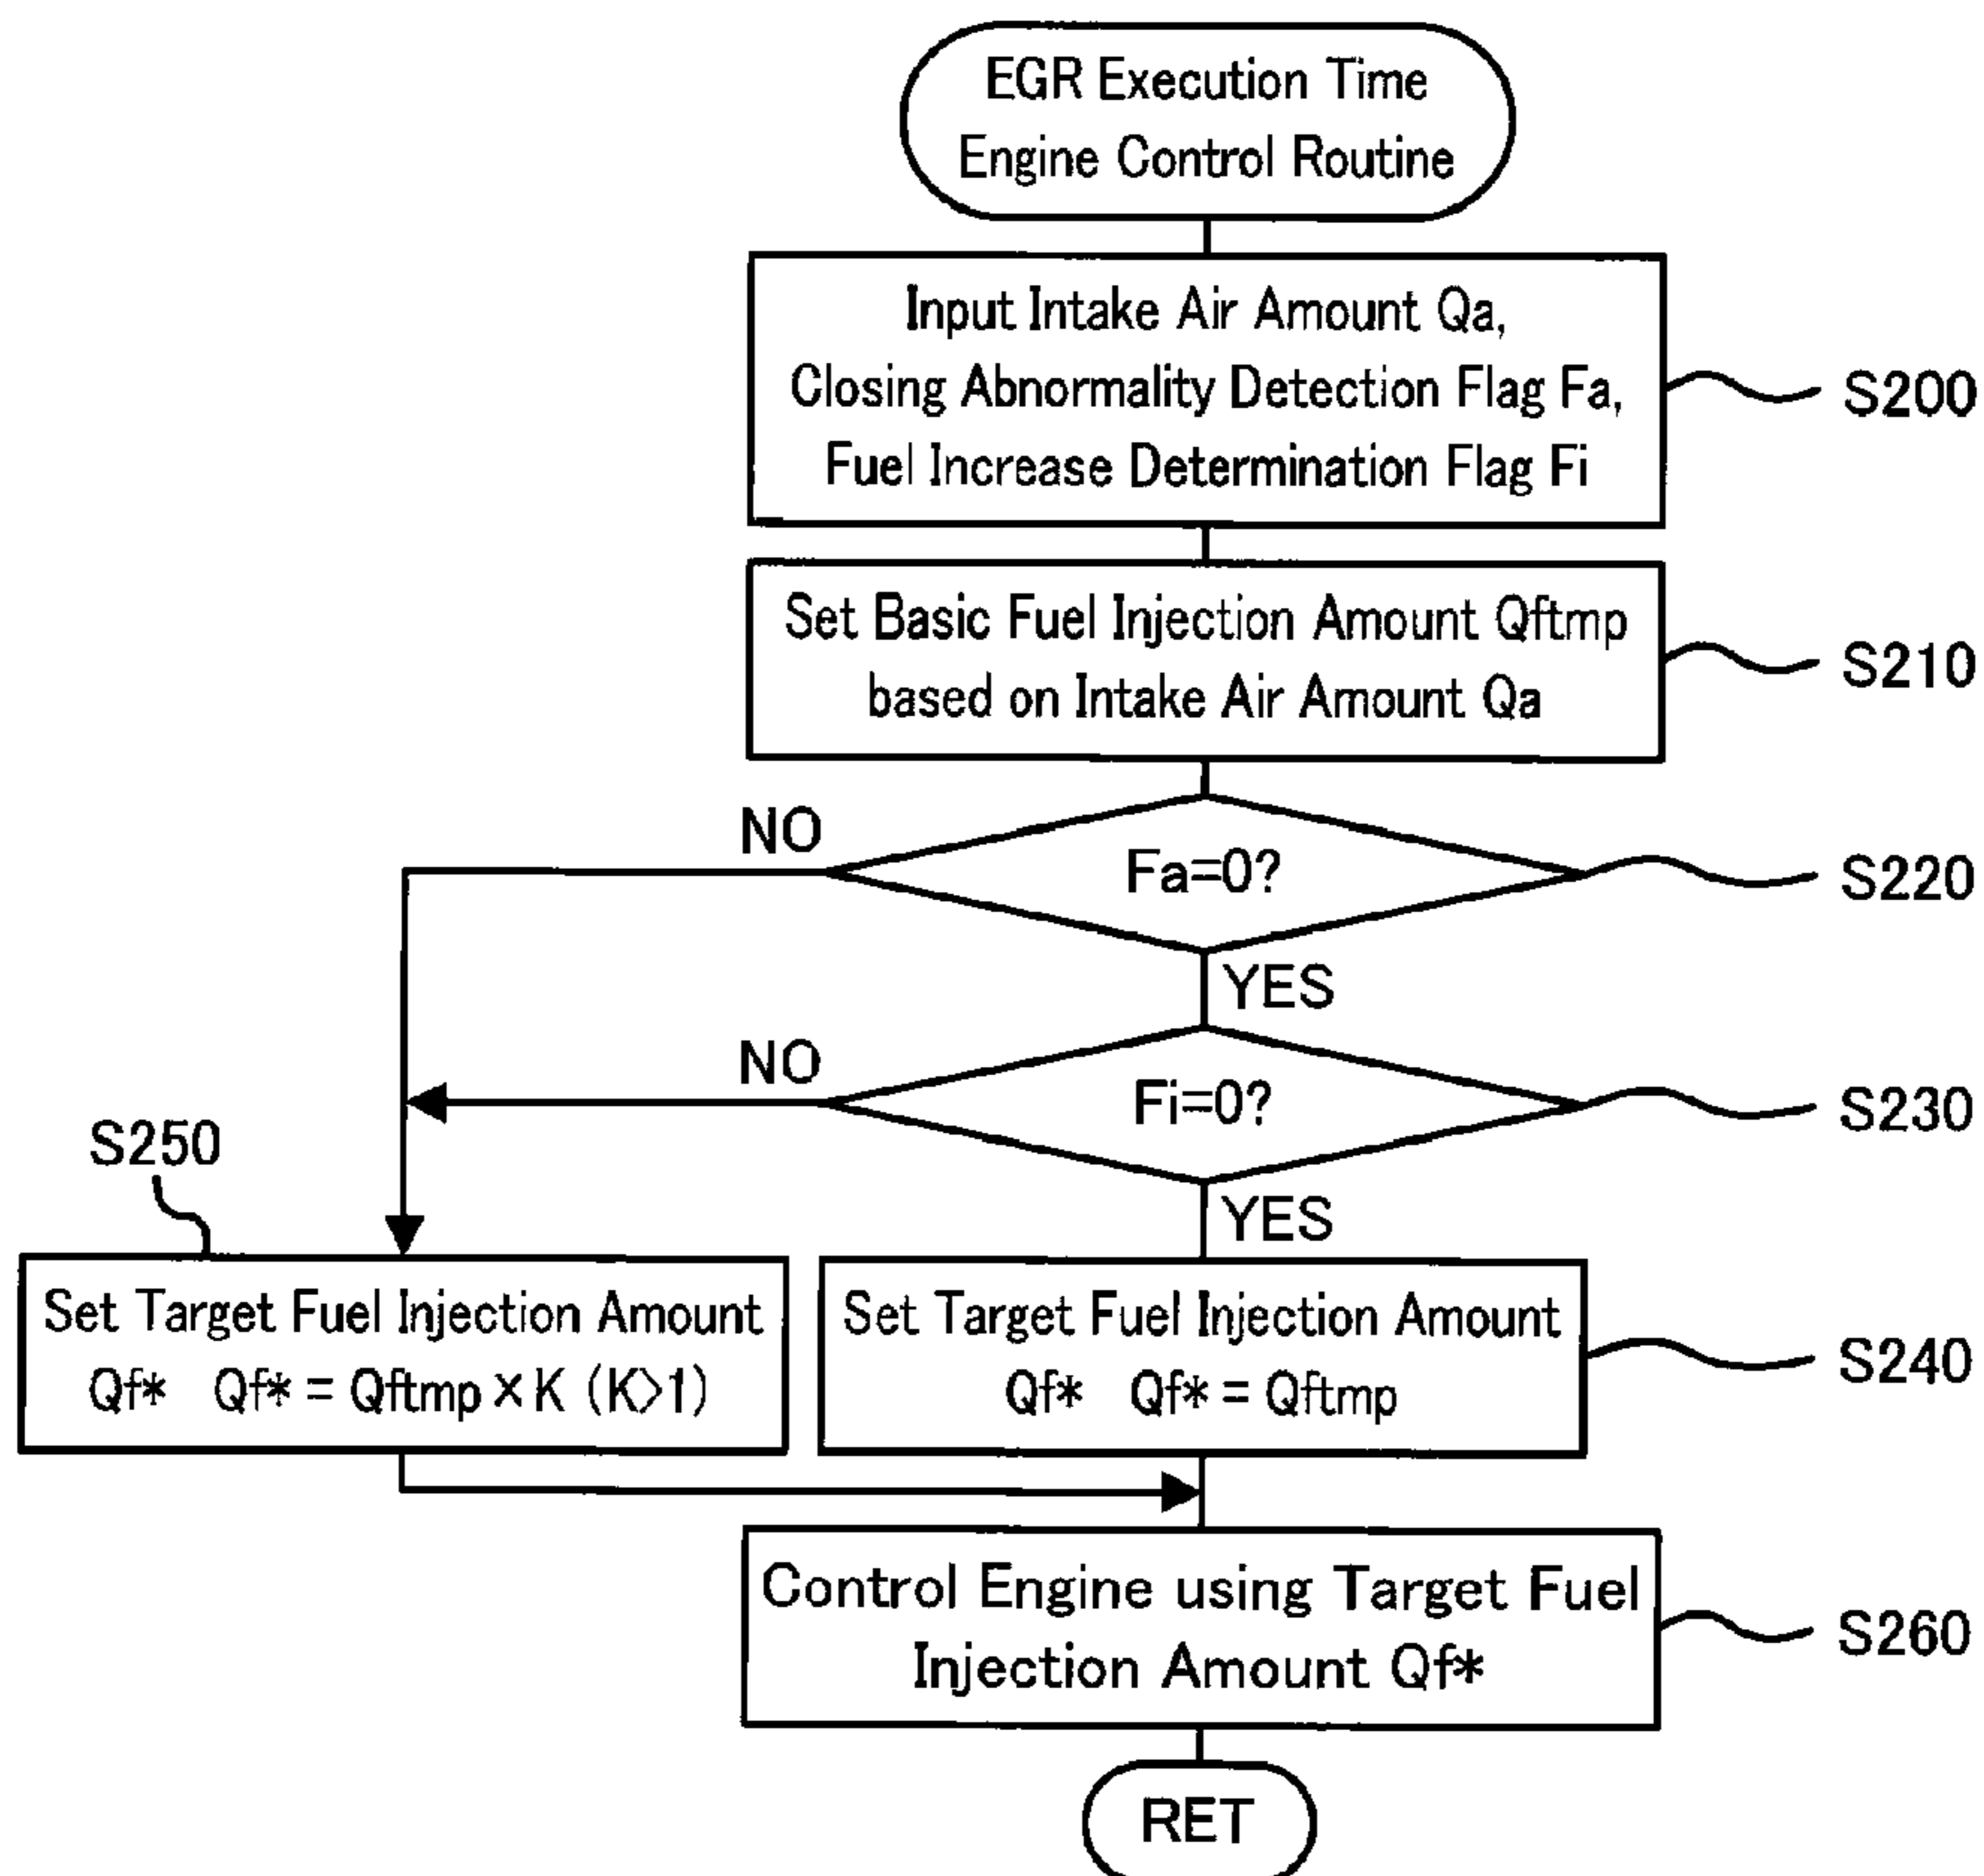 EGR Execution Time
Engine Control Routine
Input Intake Air Amount Qa,
Closing Abnormality Detection Flag Fa,
Fuel Increase Determination Flag Fi
S200
Set Basic Fuel Injection Amount Qftmp
based on Intake Air Amount Qa
S210
NO
Fa=0?
S220
YES
NO
Fi=0?
S230
S250
YES
Set Target Fuel Injection Amount
Qf* Qf* = Qftmp × K (K>1)
Set Target Fuel Injection Amount
Qf* Qf* = Qftmp
S240
Control Engine using Target Fuel
Injection Amount Qf*
S260
RET